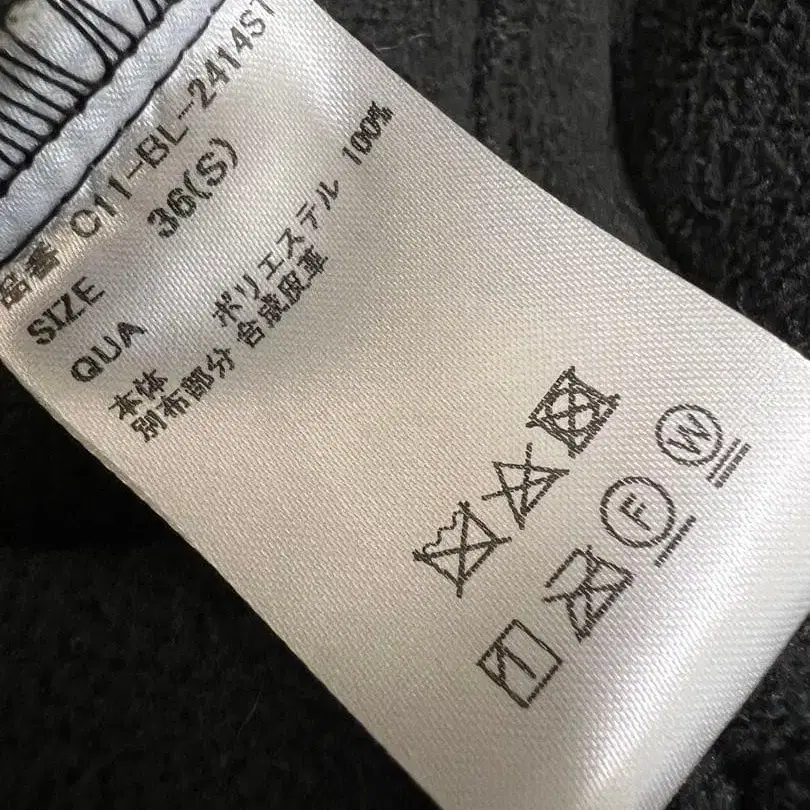 品番 C11-BL-2414ST
SIZE 36(S)
QUA
本体 ポリエステル 100%
別布部分 合成皮革
W
F